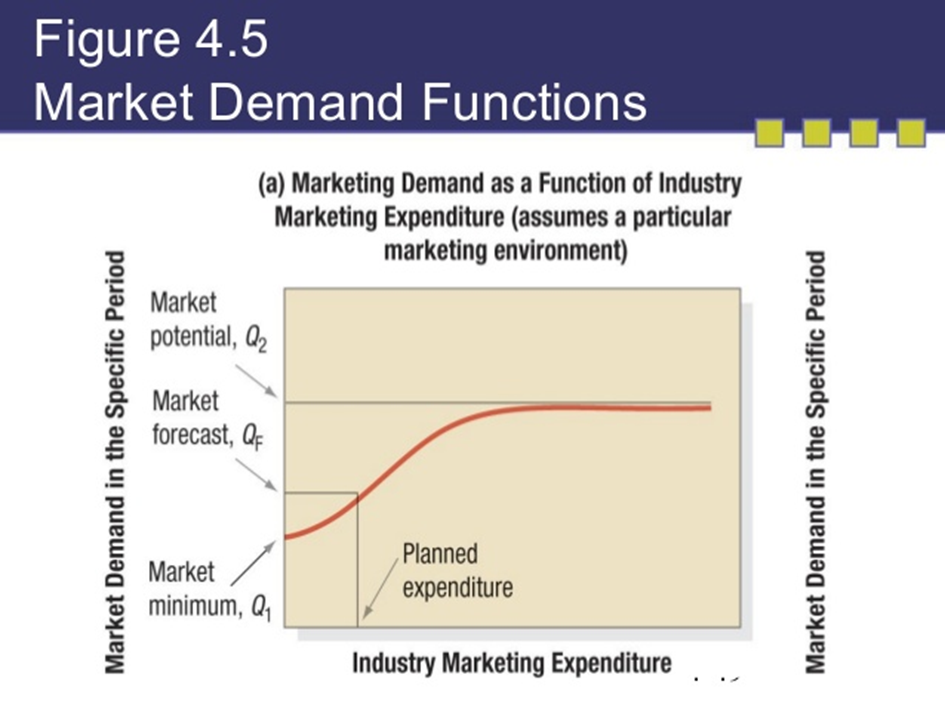 Figure 4.5
Market Demand Functions
(a) Marketing Demand as a Function of Industry
Marketing Expenditure (assumes a particular
marketing environment)
Market Demand in the Specific Period
Market
potential, Q2
Market
forecast, QF
Market
minimum, Q1
Planned
expenditure
Industry Marketing Expenditure
Market Demand in the Specific Period